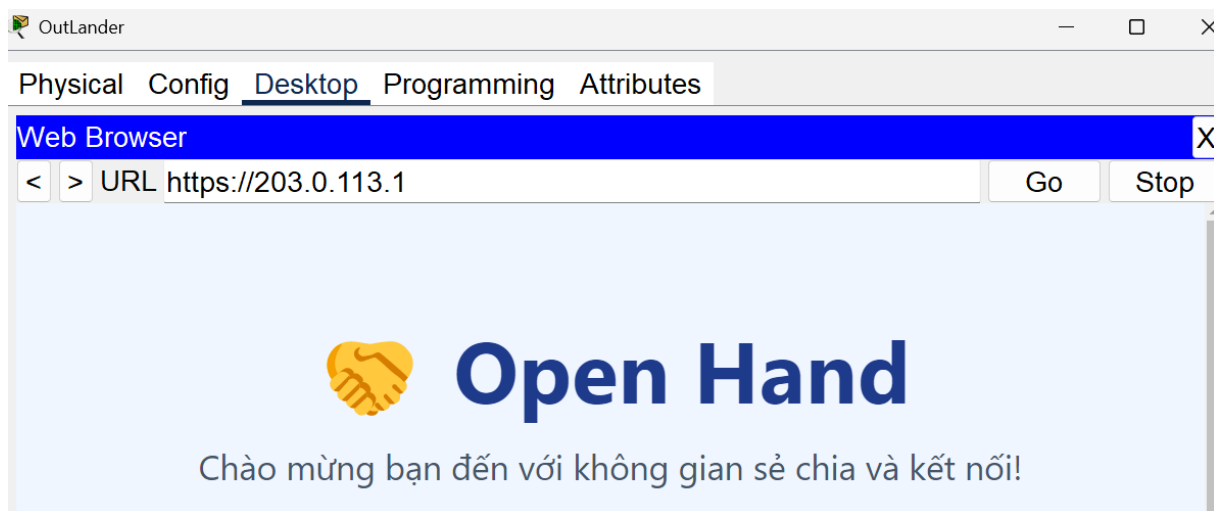 OutLander
Physical Config Desktop Programming Attributes
Web Browser
X
< > URL https://203.0.113.1 Go Stop
Open Hand
Chào mừng bạn đến với không gian sẻ chia và kết nối!